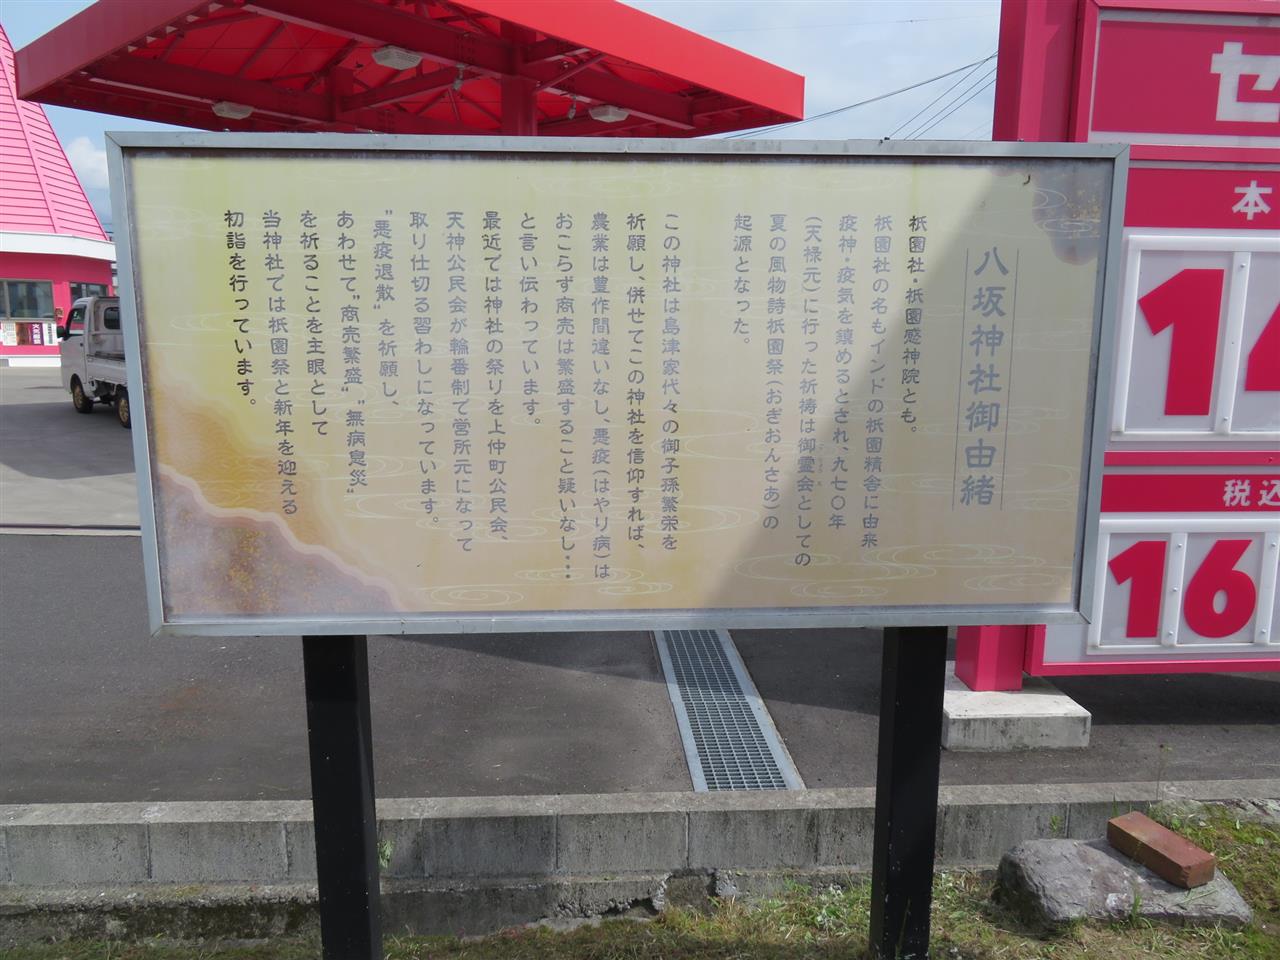 八坂神社御由緒
祇園社・祇園感神院とも。
祇園社の名もインドの祇園精舎に由来
疫神・疫気を鎮めるとされ、九七〇年
(天禄元)に行った祈祷は御霊会としての
夏の風物詩祇園祭(おぎおんさあ)の
起源となった。
この神社は島津家代々の御子孫繁栄を
祈願し、併せてこの神社を信仰すれば、
農業は豊作間違いなし、悪疫(はやり病)は
おこらず商売は繁盛すること疑いなし・・・
と言い伝わっています。
最近では神社の祭りを上仲町公民会、
天神公民会が輪番制で営所元になって
取り仕切る習わしになっています。
"悪疫退散"を祈願し、
あわせて"商売繁盛""無病息災"
を祈ることを主眼として
当神社では祇園祭と新年を迎える
初詣を行っています。
セ
本
1
税込
16